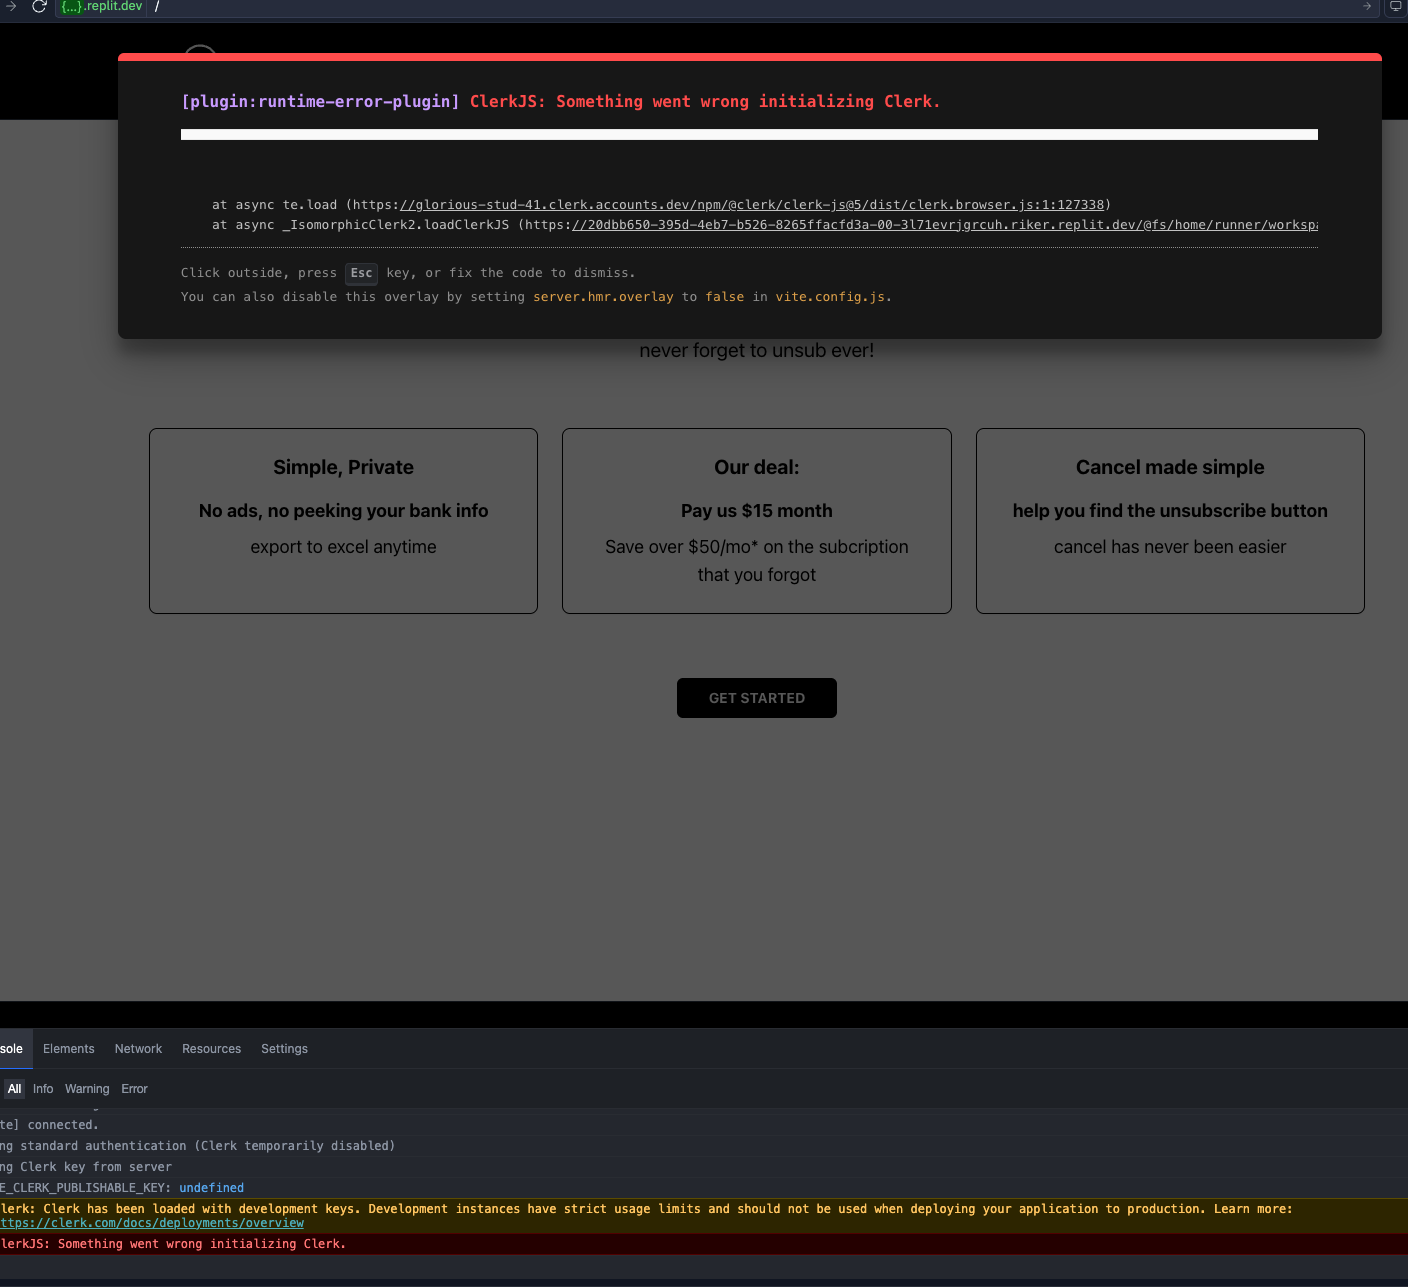 {...}.replit.dev /
[plugin:runtime-error-plugin] ClerkJS: Something went wrong initializing Clerk.
at async te.load (https://glorious-stud-41.clerk.accounts.dev/npm/@clerk/clerk-js@5/dist/clerk.browser.js:1:127338)
at async _IsomorphicClerk2.loadClerkJS (https://20dbb650-395d-4eb7-b526-8265ffacfd3a-00-3l71evrjgrcuh.riker.replit.dev/@fs/home/runner/workspa
Click outside, press Esc key, or fix the code to dismiss.
You can also disable this overlay by setting server.hmr.overlay to false in vite.config.js.
never forget to unsub ever!
Simple, Private
No ads, no peeking your bank info
export to excel anytime
Our deal:
Pay us $15 month
Save over $50/mo* on the subcription
that you forgot
Cancel made simple
help you find the unsubscribe button
cancel has never been easier
GET STARTED
sole Elements Network Resources Settings
All Info Warning Error
te] connected.
ng standard authentication (Clerk temporarily disabled)
ng Clerk key from server
E_CLERK_PUBLISHABLE_KEY: undefined
lerk: Clerk has been loaded with development keys. Development instances have strict usage limits and should not be used when deploying your application to production. Learn more:
ttps://clerk.com/docs/deployments/overview
lerkJS: Something went wrong initializing Clerk.